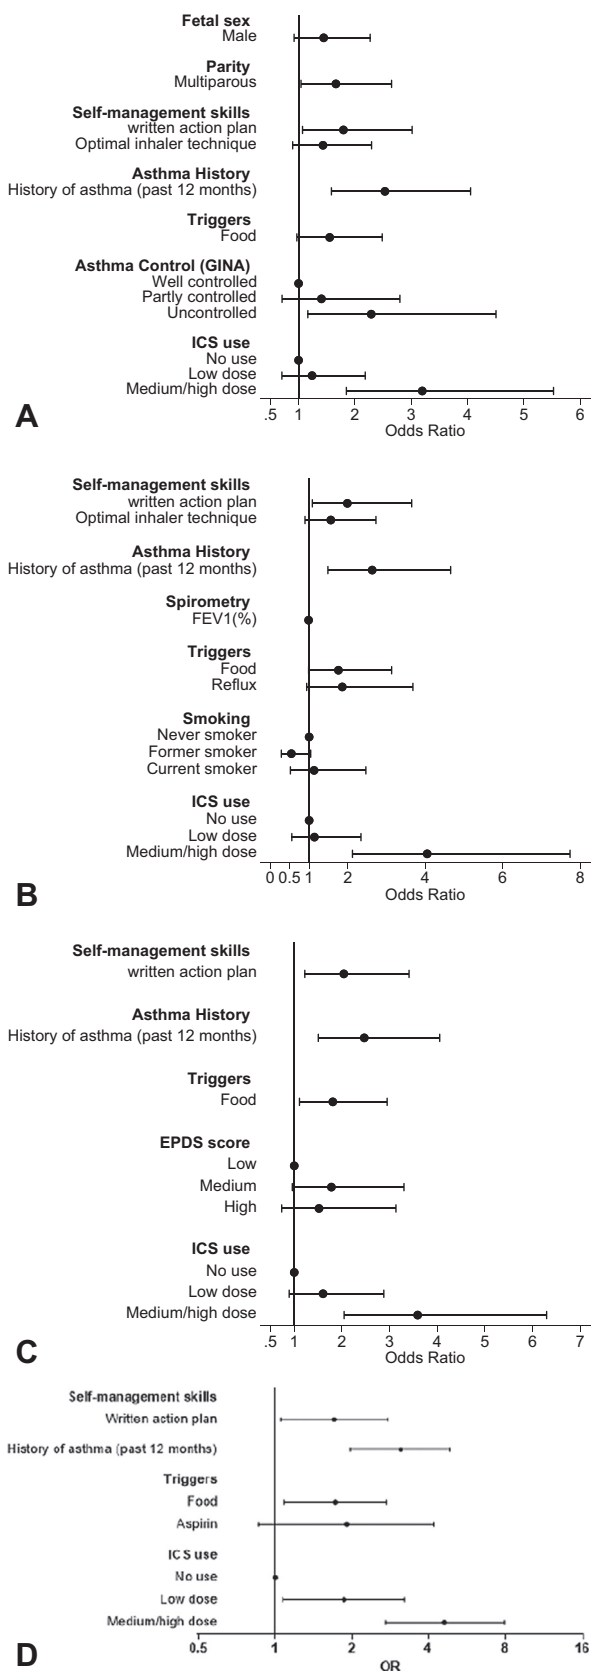 Fetal sex
Male
Parity
Multiparous
Self-management skills
written action plan
Optimal inhaler technique
Asthma History
History of asthma (past 12 months)
Triggers
Food
Asthma Control (GINA)
Well controlled
Partly controlled
Uncontrolled
ICS use
No use
Low dose
Medium/high dose
.5 1 2 3 4 5 6
Odds Ratio
A
Self-management skills
written action plan
Optimal inhaler technique
Asthma History
History of asthma (past 12 months)
Spirometry
FEV1(%)
Triggers
Food
Reflux
Smoking
Never smoker
Former smoker
Current smoker
ICS use
No use
Low dose
Medium/high dose
0 0.5 1 2 4 6 8
Odds Ratio
B
Self-management skills
written action plan
Asthma History
History of asthma (past 12 months)
Triggers
Food
EPDS score
Low
Medium
High
ICS use
No use
Low dose
Medium/high dose
.5 1 2 3 4 5 6 7
Odds Ratio
C
Self-management skills
Written action plan
History of asthma (past 12 months)
Triggers
Food
Aspirin
ICS use
No use
Low dose
Medium/high dose
0.5 1 2 4 8 16
OR
D